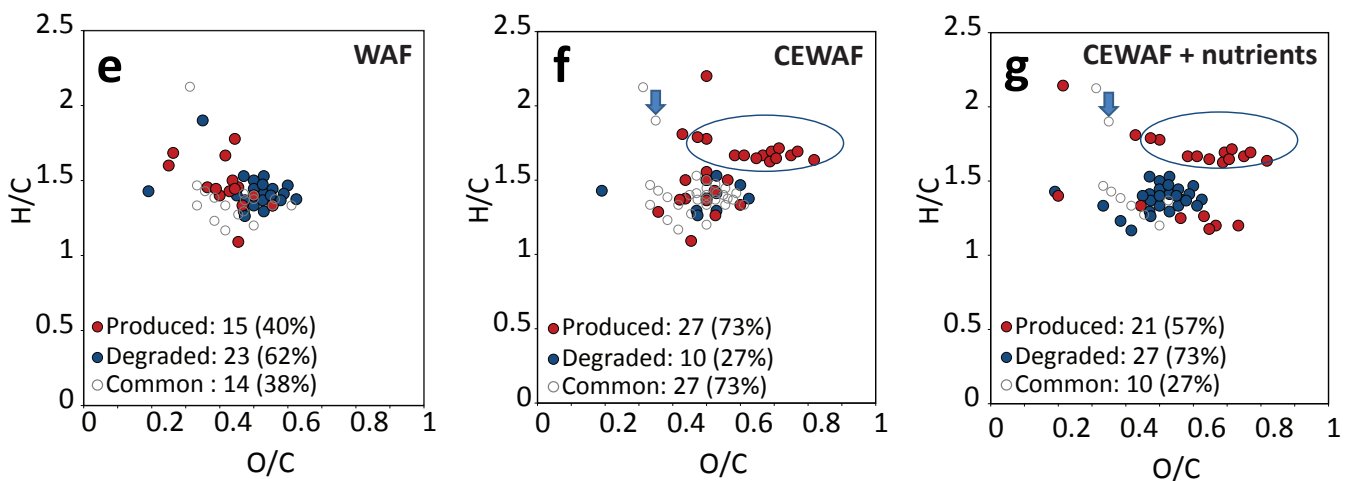 e WAF
2.5
2
1.5
1
0.5
0
H/C
Produced: 15 (40%)
Degraded: 23 (62%)
Common : 14 (38%)
0 0.2 0.4 0.6 0.8 1
O/C
f CEWAF
2.5
2
1.5
1
0.5
0
H/C
Produced: 27 (73%)
Degraded: 10 (27%)
Common: 27 (73%)
0 0.2 0.4 0.6 0.8 1
O/C
g CEWAF + nutrients
2.5
2
1.5
1
0.5
0
H/C
Produced: 21 (57%)
Degraded: 27 (73%)
Common: 10 (27%)
0.2 0.4 0.6 0.8 1
O/C